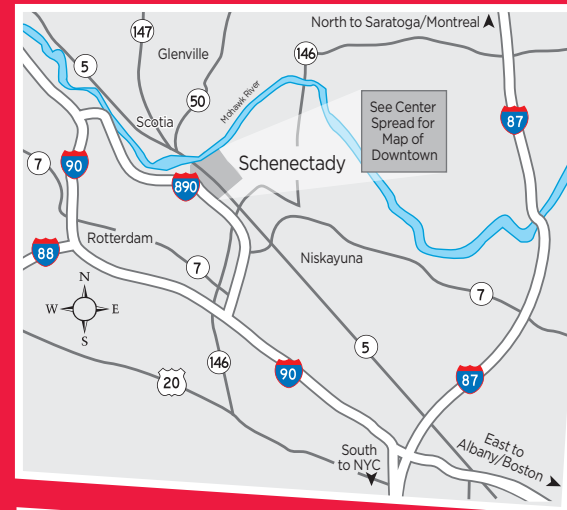 North to Saratoga/Montreal
147
Glenville
146
5
50
Mohawk River
Scotia
See Center
Spread for
Map of
Downtown
87
7
90
890
Schenectady
Rotterdam
88
7
Niskayuna
7
N
W
E
S
5
146
90
87
20
South
to NYC
East to
Albany/Boston